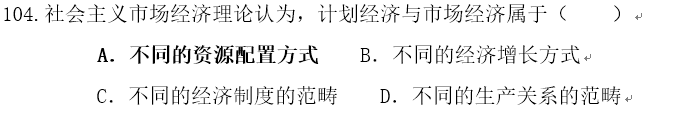 104.社会主义市场经济理论认为，计划经济与市场经济属于（　　）
A．不同的资源配置方式　　B．不同的经济增长方式
C．不同的经济制度的范畴　　D．不同的生产关系的范畴